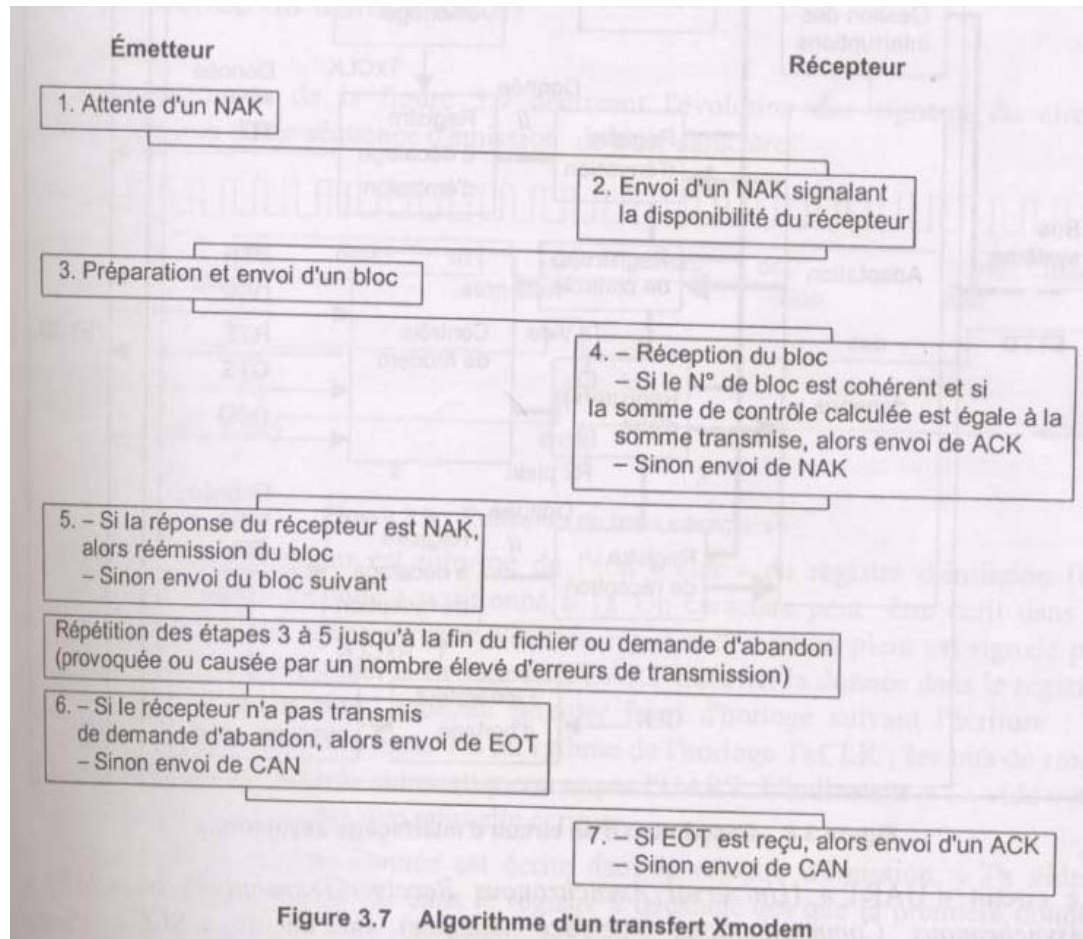 Émetteur
Récepteur
1. Attente d'un NAK
2. Envoi d'un NAK signalant
la disponibilité du récepteur
3. Préparation et envoi d'un bloc
4. – Réception du bloc
– Si le N° de bloc est cohérent et si
la somme de contrôle calculée est égale à la
somme transmise, alors envoi de ACK
– Sinon envoi de NAK
5. – Si la réponse du récepteur est NAK,
alors réémission du bloc
– Sinon envoi du bloc suivant
Répétition des étapes 3 à 5 jusqu'à la fin du fichier ou demande d'abandon
(provoquée ou causée par un nombre élevé d'erreurs de transmission)
6. – Si le récepteur n'a pas transmis
de demande d'abandon, alors envoi de EOT
– Sinon envoi de CAN
7. – Si EOT est reçu, alors envoi d'un ACK
– Sinon envoi de CAN
Figure 3.7 Algorithme d'un transfert Xmodem